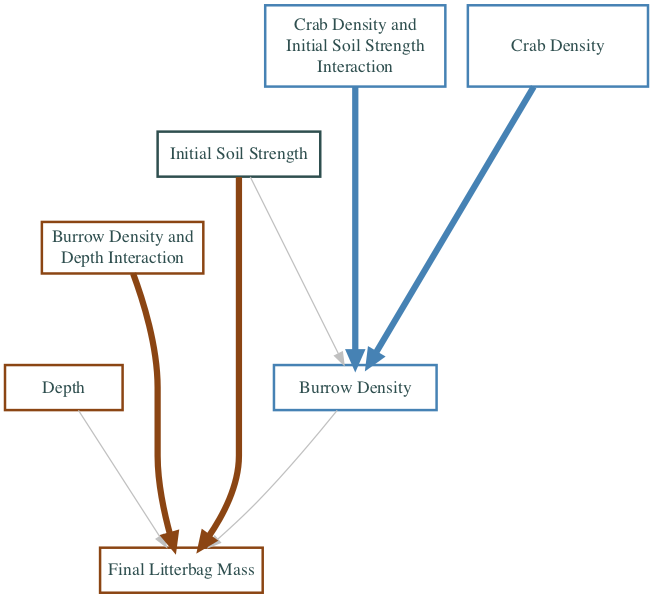 Crab Density and
Initial Soil Strength
Interaction
Crab Density
Initial Soil Strength
Burrow Density and
Depth Interaction
Depth
Burrow Density
Final Litterbag Mass